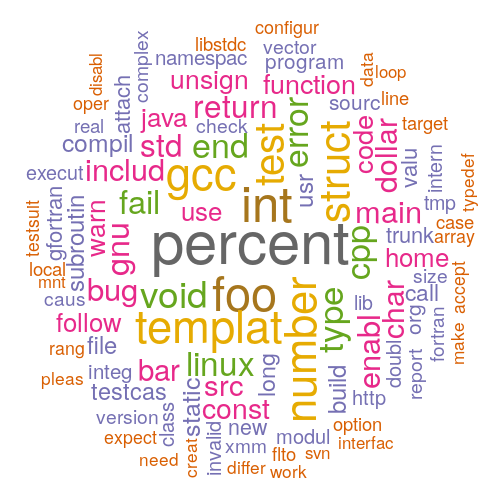 configur
libstdc
vector
complex
namespac
program
data
loop
disabl
unsign
function
attach
oper
return
sourc
line
java
error
real
check
code
target
std
end
test
struct
dollar
compil
includ
gcc
valu
intern
typedef
execut
fail
usr
use
int
main
tmp
case
testsult
gfortran
subroutin
warn
gnu
percent
cpp
trunk
array
home
local
mnt
caus
bug
void
foo
lib
char
call
size
org
accept
follow
templat
number
type
enabl
fortran
rang
file
linux
long
doubl
report
make
pleas
integ
bar
src
build
http
testcas
static
const
version
class
new
option
expect
invalid
xmm
modul
interfac
need
creat
differ
flto
svn
work